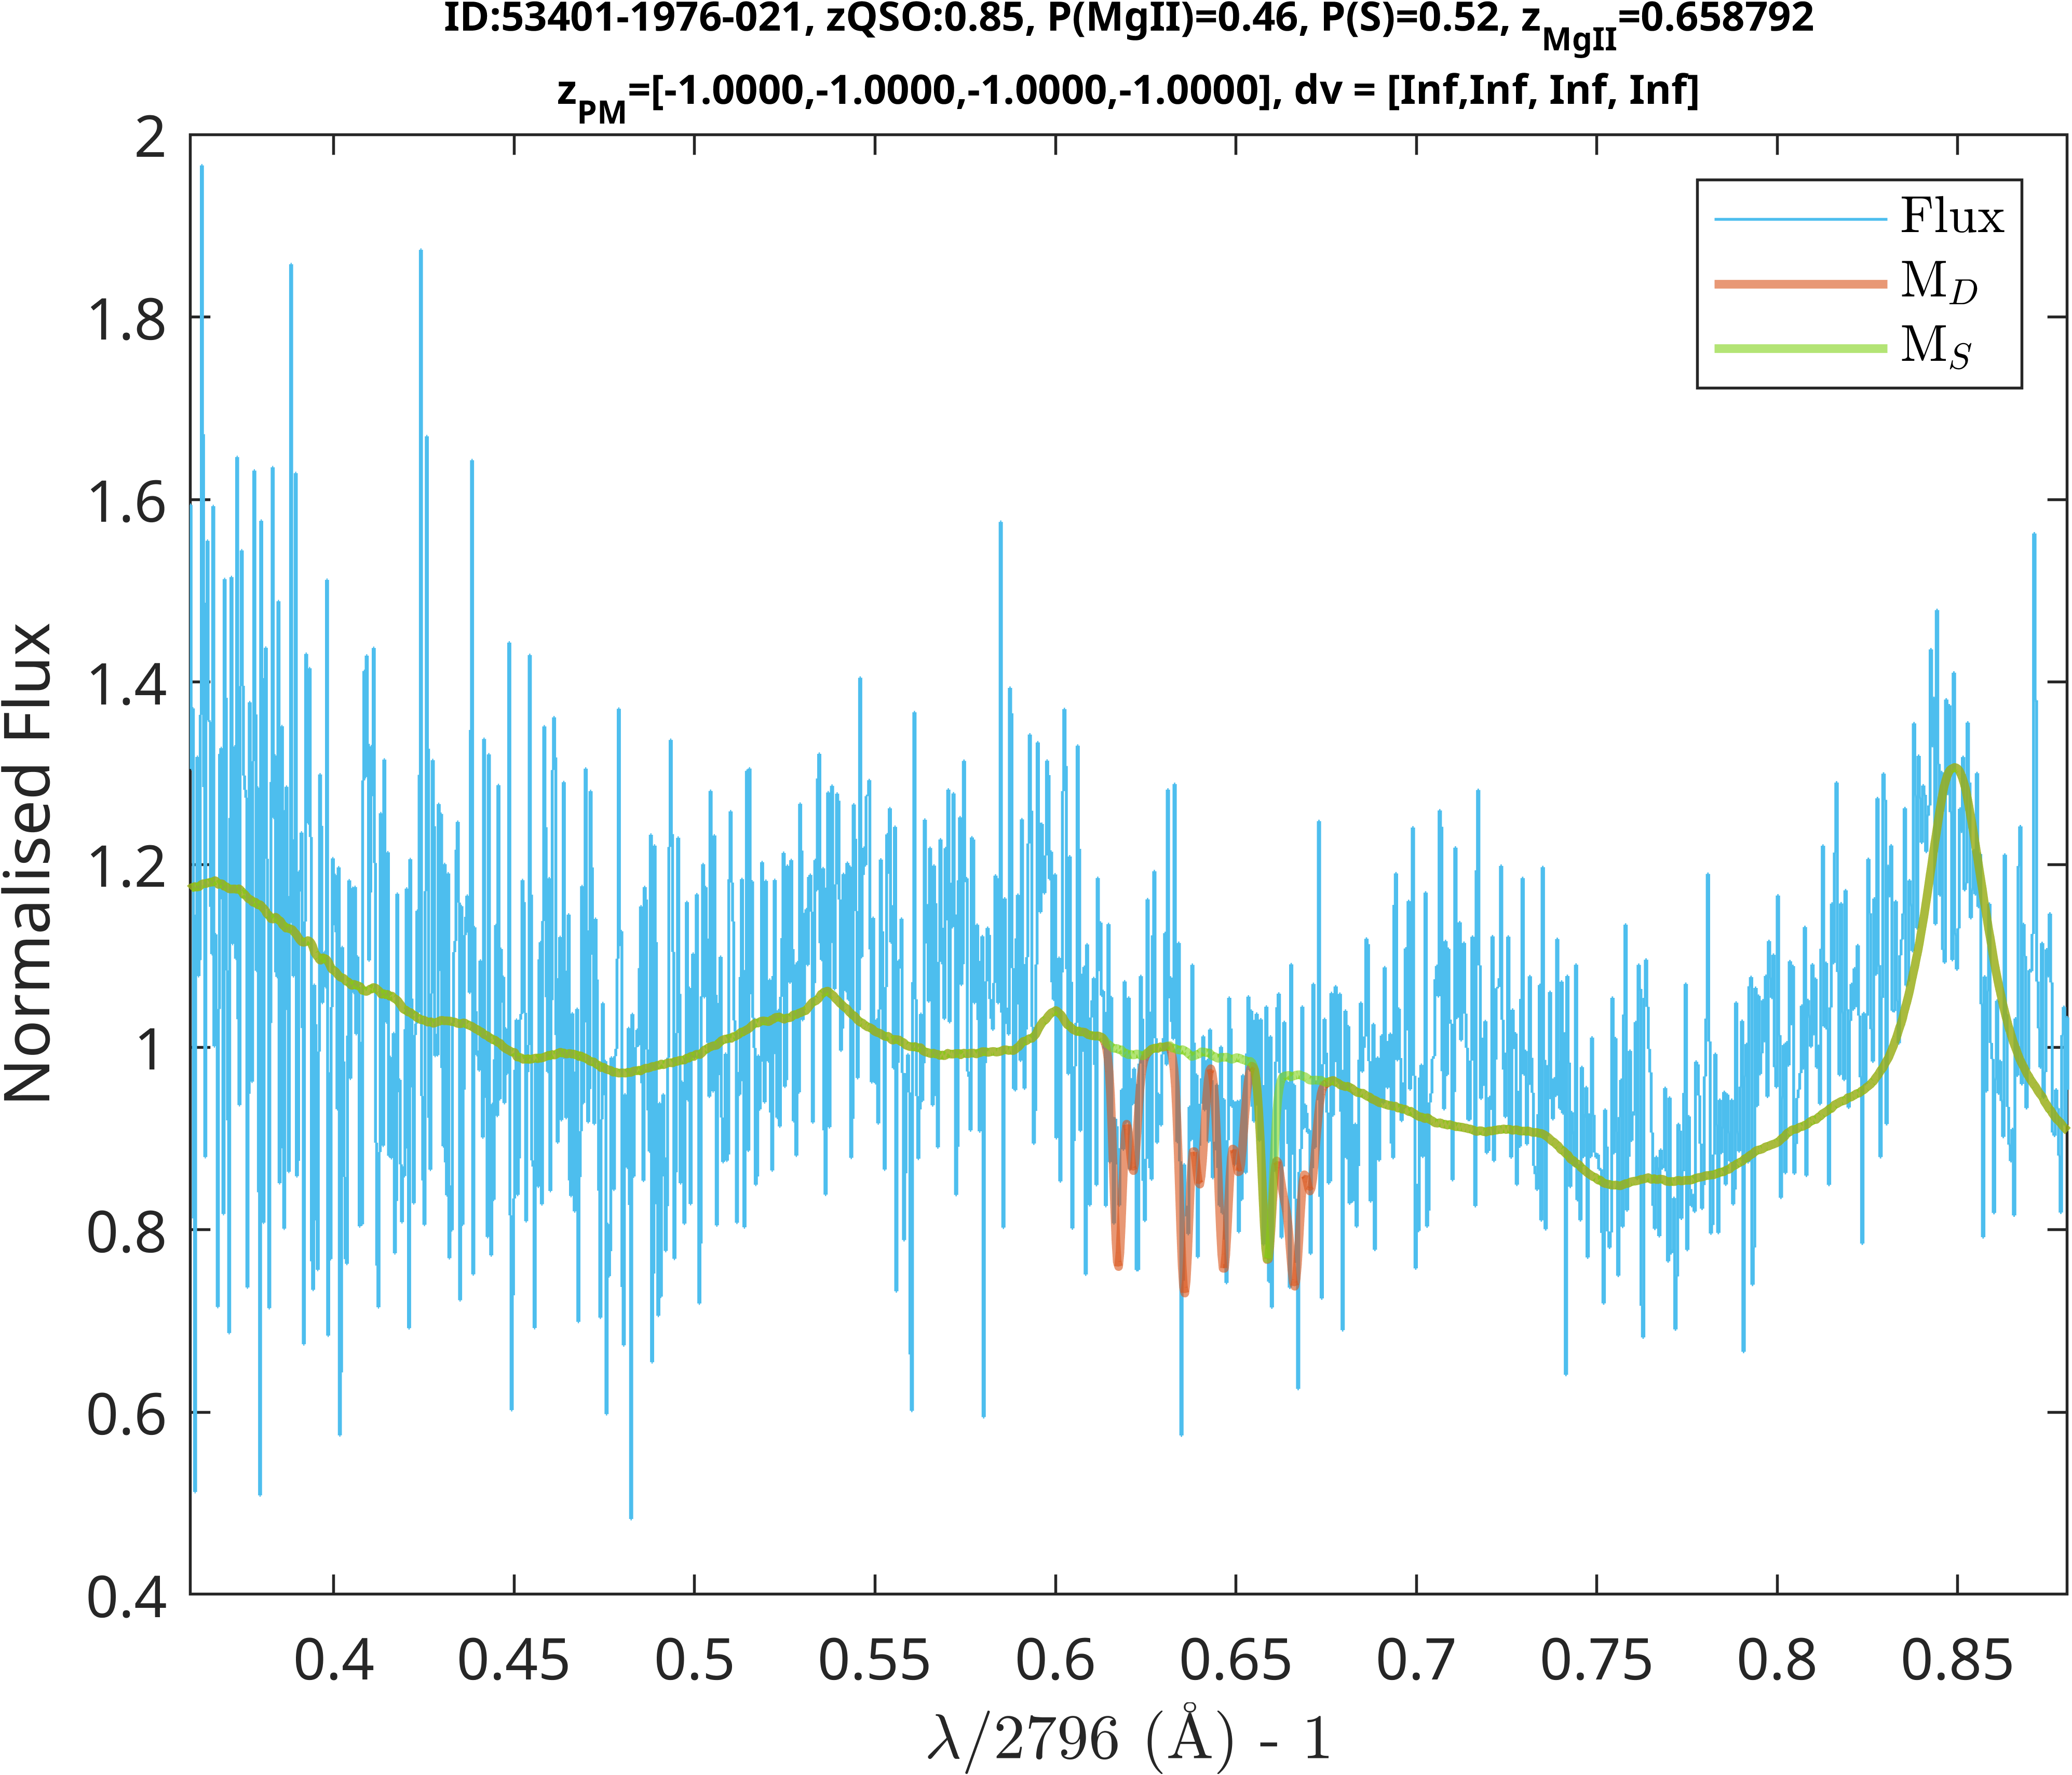 ID:53401-1976-021, zQSO:0.85, P(MgII)=0.46, P(S)=0.52, zMgII=0.658792
zPM=[-1.0000,-1.0000,-1.0000,-1.0000], dv = [Inf,Inf, Inf, Inf]
2
1.8
1.6
1.4
1.2
1
0.8
0.6
0.4
Normalised Flux
Flux
MD
MS
0.4 0.45 0.5 0.55 0.6 0.65 0.7 0.75 0.8 0.85
λ/2796 (Å) - 1